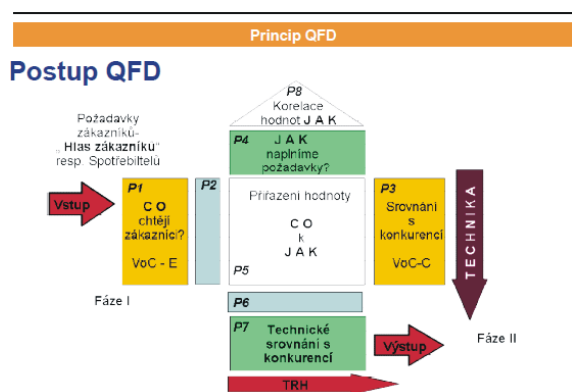 Princip QFD
Postup QFD
Požadavky
zákazníků-
„ Hlas zákazníku“
resp. Spotřebitelů
P8
Korelace
hodnot J A K
P4 J A K
naplníme
požadavky?
Vstup
P1
C O
chtějí
zákazníci?
VoC - E
P2
Přiřazení hodnoty
C O
k
J A K
P5
P3
Srovnání
s
konkurencí
VoC-C
TECHNIKA
Fáze I
P6
P7 Technické
srovnání s
konkurencí
Výstup
Fáze II
TRH